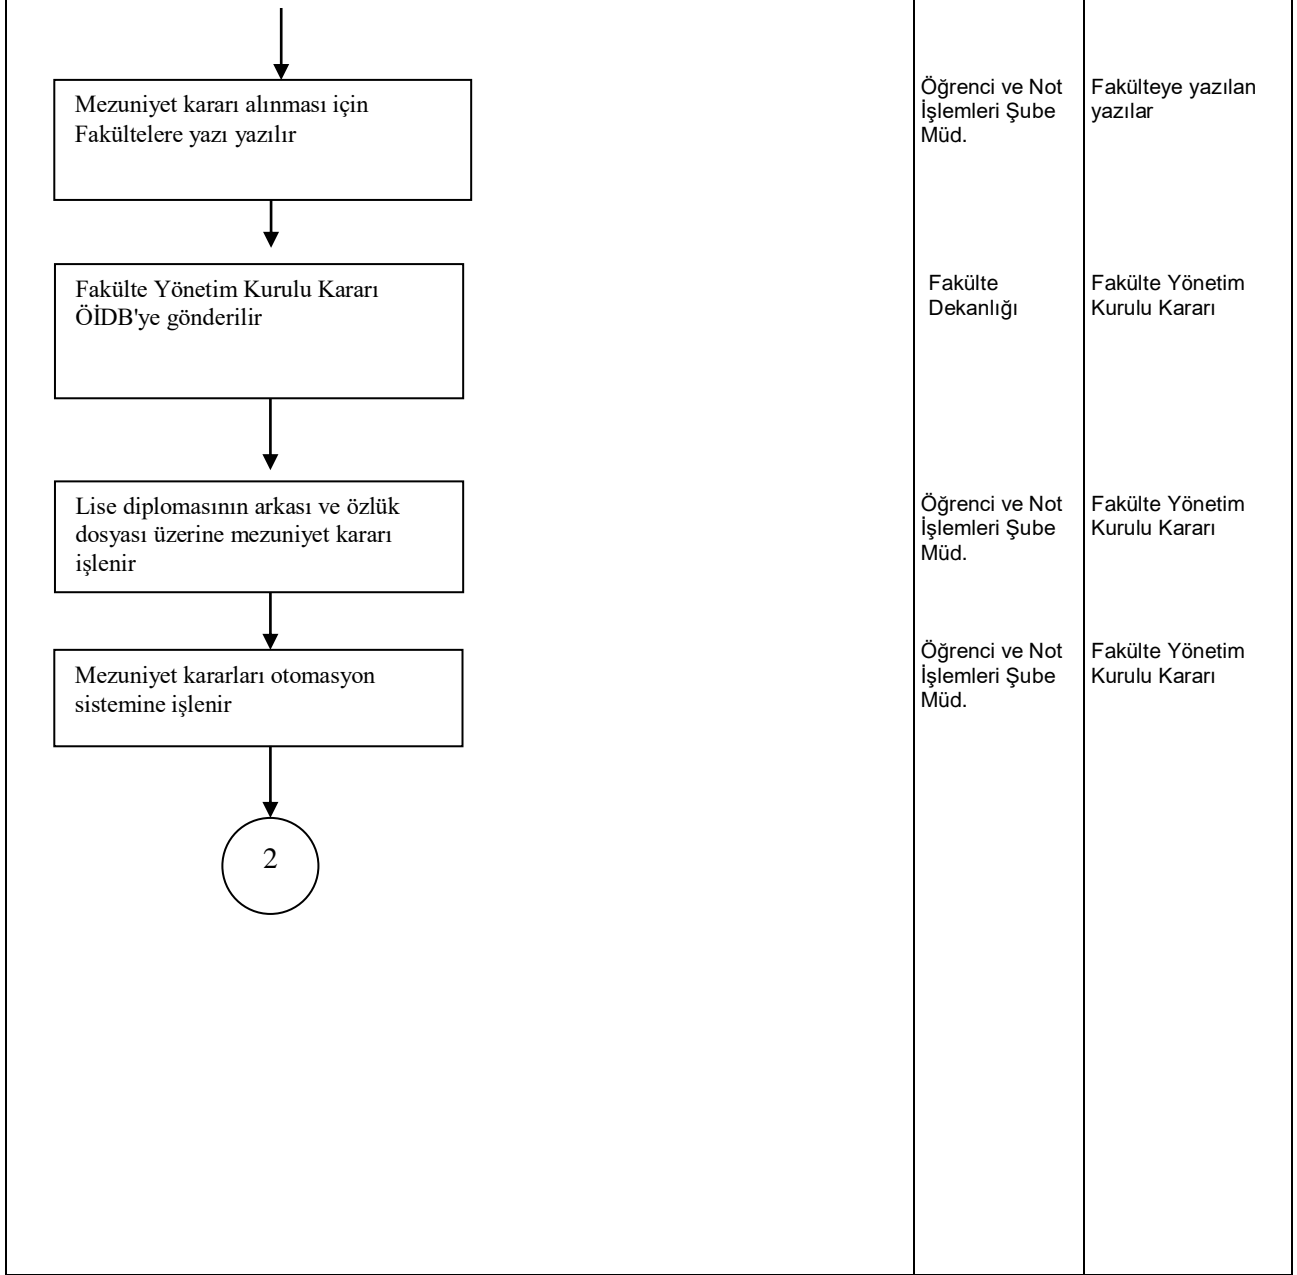 Mezuniyet kararı alınması için
Fakültelere yazı yazılır
Öğrenci ve Not
İşlemleri Şube
Müd.
Fakülteye yazılan
yazılar
Fakülte Yönetim Kurulu Kararı
ÖİDB'ye gönderilir
Fakülte
Dekanlığı
Fakülte Yönetim
Kurulu Kararı
Lise diplomasının arkası ve özlük
dosyası üzerine mezuniyet kararı
işlenir
Öğrenci ve Not
İşlemleri Şube
Müd.
Fakülte Yönetim
Kurulu Kararı
Mezuniyet kararları otomasyon
sistemine işlenir
Öğrenci ve Not
İşlemleri Şube
Müd.
Fakülte Yönetim
Kurulu Kararı
2